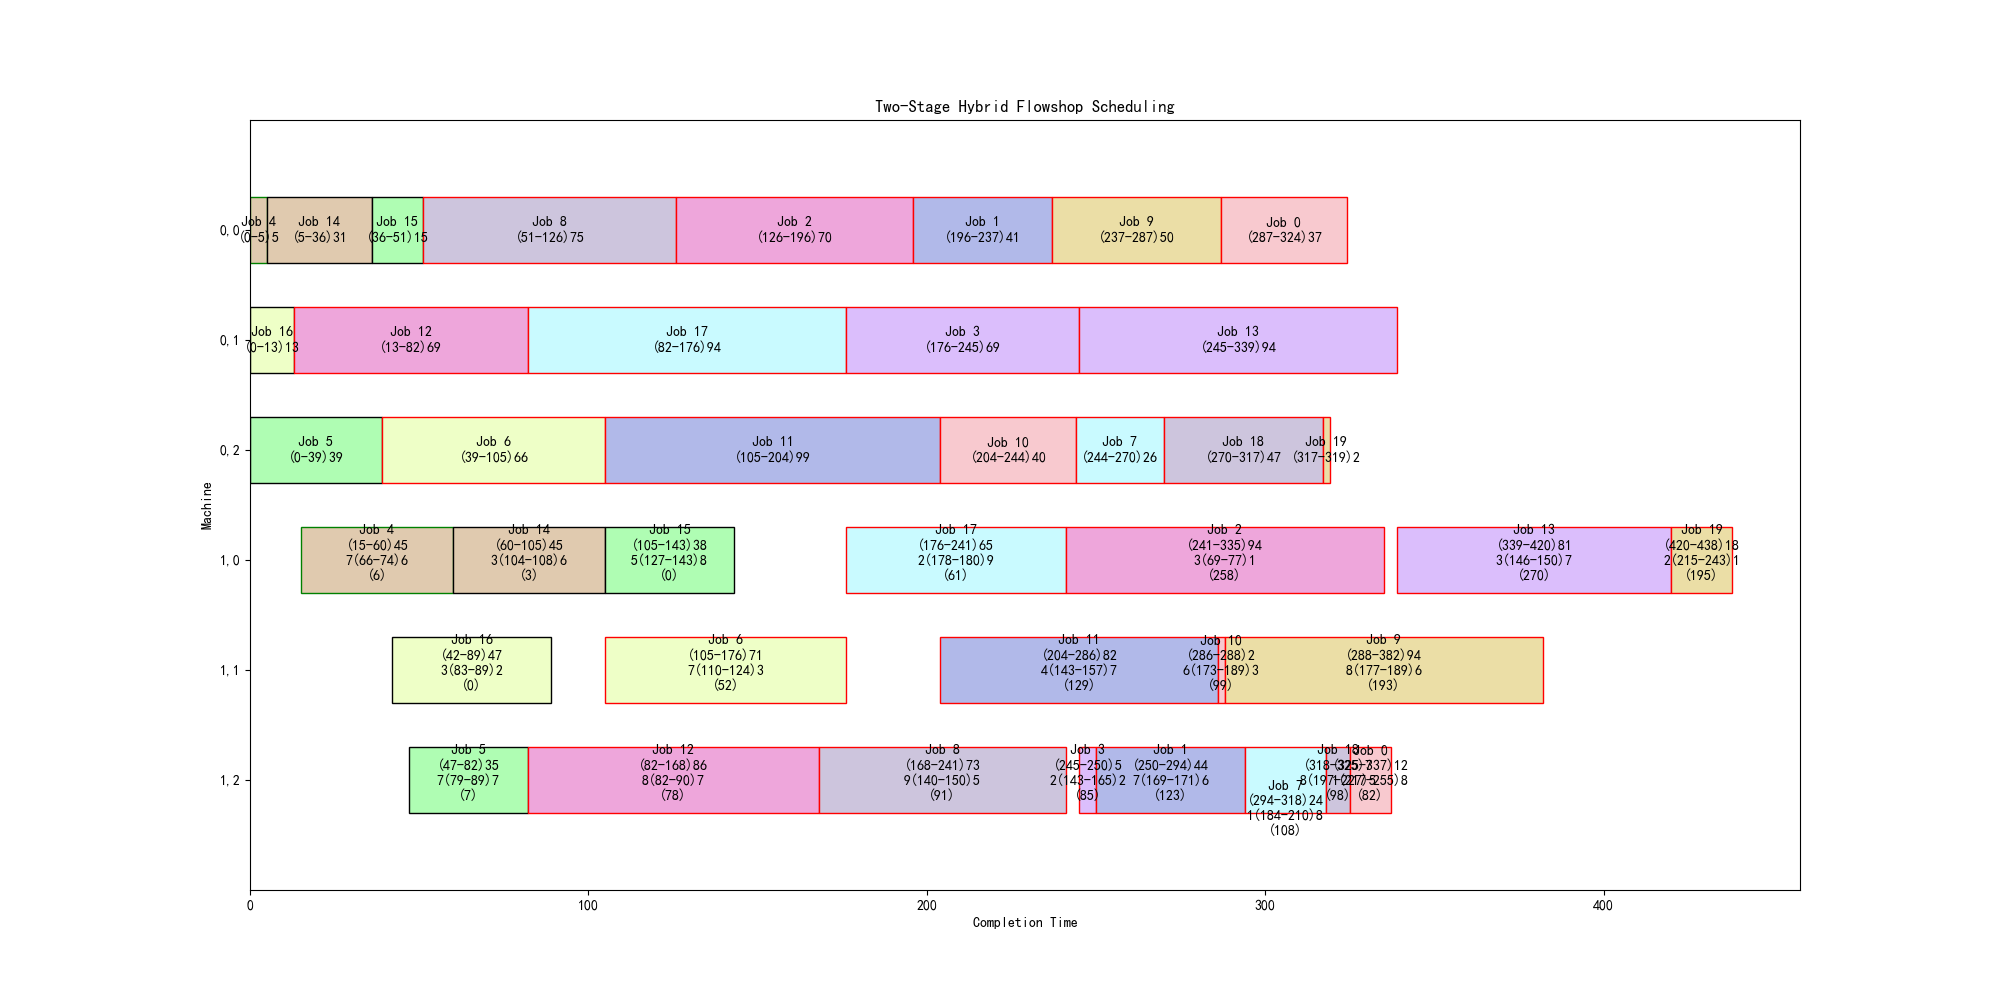 Two-Stage Hybrid Flowshop Scheduling
Machine
0,0
Job 4
(0-5)5
Job 14
(5-36)31
Job 15
(36-51)15
Job 8
(51-126)75
Job 2
(126-196)70
Job 1
(196-237)41
Job 9
(237-287)50
Job 0
(287-324)37
0,1
Job 16
(0-13)13
Job 12
(13-82)69
Job 17
(82-176)94
Job 3
(176-245)69
Job 13
(245-339)94
0,2
Job 5
(0-39)39
Job 6
(39-105)66
Job 11
(105-204)99
Job 10
(204-244)40
Job 7
(244-270)26
Job 18
(270-317)47
Job 19
(317-319)2
1,0
Job 4
(15-60)45
7(66-74)6
(6)
Job 14
(60-105)45
3(104-108)6
(3)
Job 15
(105-143)38
5(127-143)8
(0)
Job 17
(176-241)65
2(178-180)9
(61)
Job 2
(241-335)94
3(69-77)1
(258)
Job 13
(339-420)81
3(146-150)7
(270)
Job 19
(420-438)18
2(215-243)1
(195)
1,1
Job 16
(42-89)47
3(83-89)2
(0)
Job 6
(105-176)71
7(110-124)3
(52)
Job 11
(204-286)82
4(143-157)7
(129)
Job 10
(286-288)2
6(173-189)3
(99)
Job 9
(288-382)94
8(177-189)6
(193)
1,2
Job 5
(47-82)35
7(79-89)7
(7)
Job 12
(82-168)86
8(82-90)7
(78)
Job 8
(168-241)73
9(140-150)5
(91)
Job 3
(245-250)5
2(143-165)2
(85)
Job 1
(250-294)44
7(169-171)6
(123)
Job 7
(294-318)24
1(184-210)8
(108)
Job 18
(318-325)7
(98)
Job 0
(325-337)12
(82)
0
100
200
300
400
Completion Time